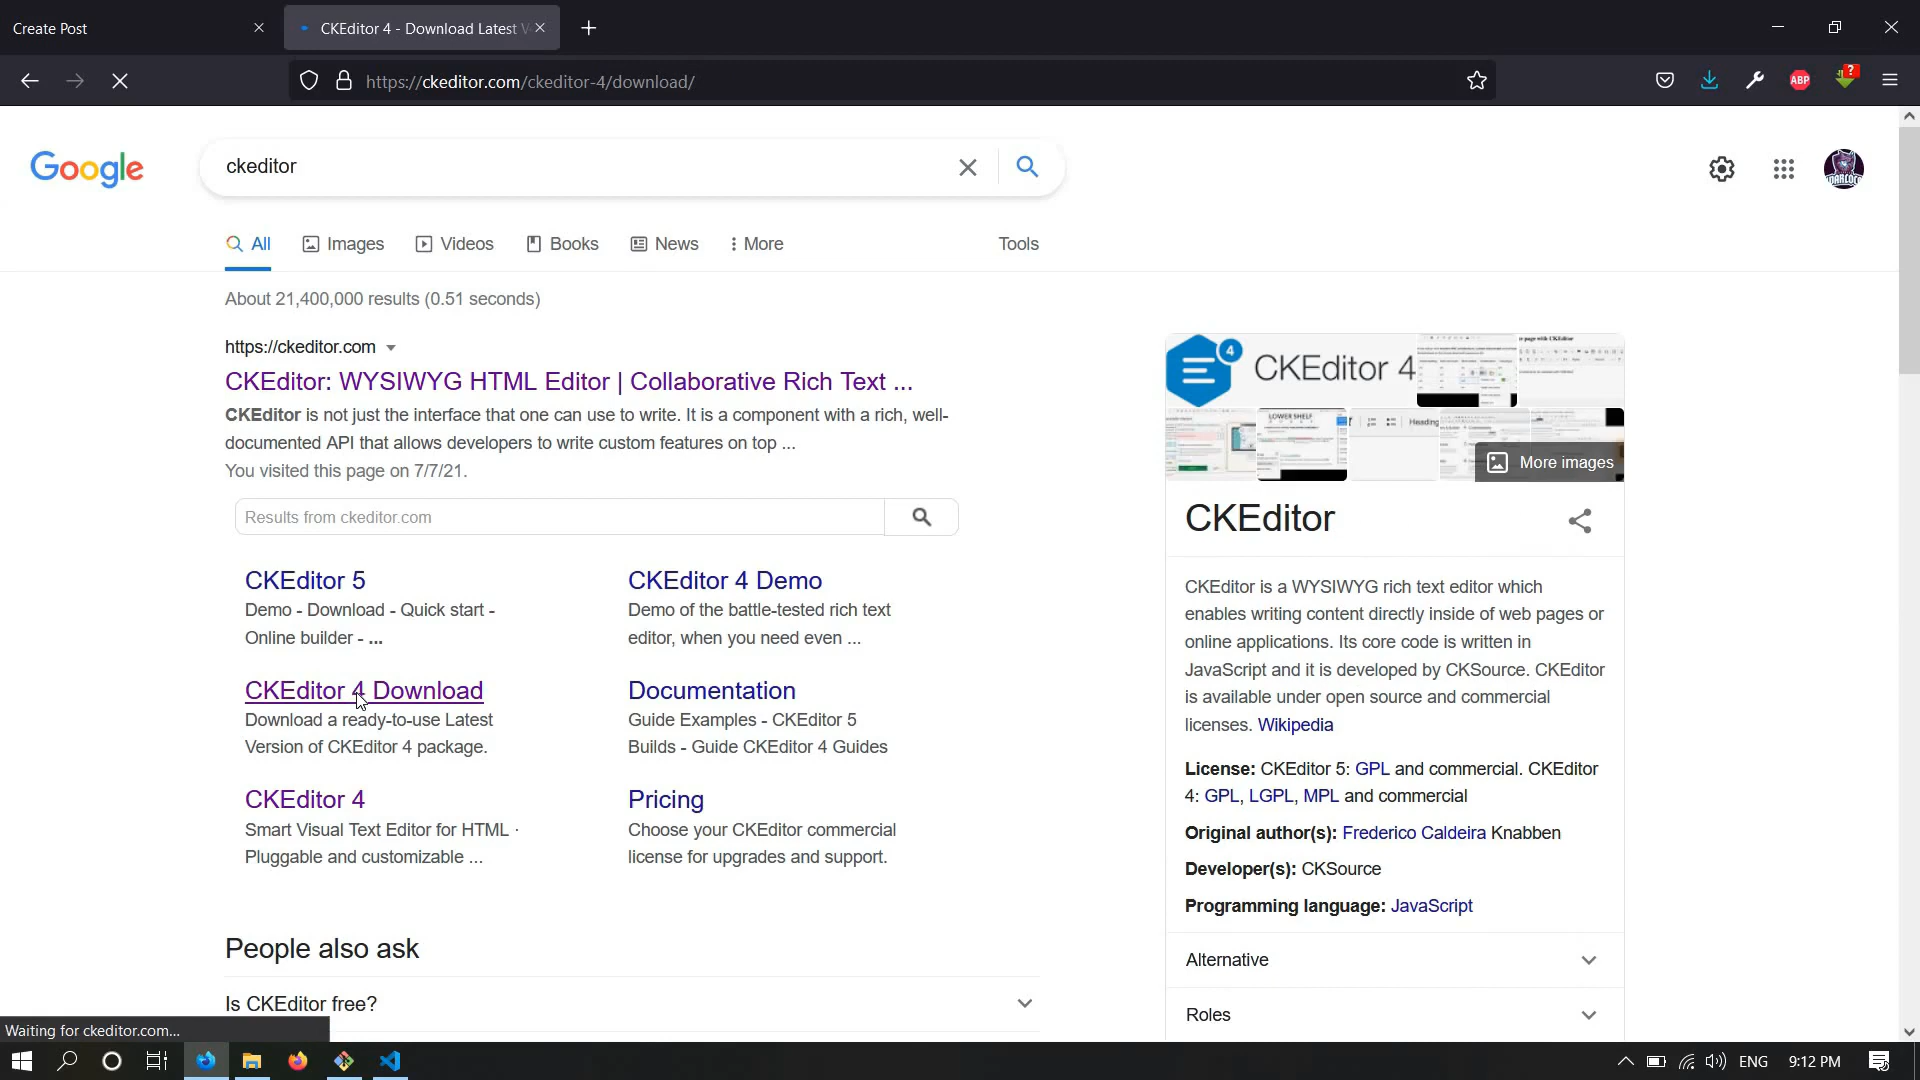 Create Post
CKEditor 4 - Download Latest V
https://ckeditor.com/ckeditor-4/download/
ABP
?
Google
ckeditor
All
Images
Videos
Books
News
More
Tools
About 21,400,000 results (0.51 seconds)
https://ckeditor.com
CKEditor: WYSIWYG HTML Editor | Collaborative Rich Text ...
CKEditor is not just the interface that one can use to write. It is a component with a rich, well-
documented API that allows developers to write custom features on top ...
You visited this page on 7/7/21.
Results from ckeditor.com
CKEditor 5
Demo - Download - Quick start -
Online builder - ...
CKEditor 4 Demo
Demo of the battle-tested rich text
editor, when you need even ...
CKEditor 4 Download
Download a ready-to-use Latest
Version of CKEditor 4 package.
Documentation
Guide Examples - CKEditor 5
Builds - Guide CKEditor 4 Guides
CKEditor 4
Smart Visual Text Editor for HTML ·
Pluggable and customizable ...
Pricing
Choose your CKEditor commercial
license for upgrades and support.
People also ask
Is CKEditor free?
4
CKEditor 4
LOWER SHELF
Heading
More images
CKEditor
CKEditor is a WYSIWYG rich text editor which
enables writing content directly inside of web pages or
online applications. Its core code is written in
JavaScript and it is developed by CKSource. CKEditor
is available under open source and commercial
licenses. Wikipedia
License: CKEditor 5: GPL and commercial. CKEditor
4: GPL, LGPL, MPL and commercial
Original author(s): Frederico Caldeira Knabben
Developer(s): CKSource
Programming language: JavaScript
Alternative
Roles
Waiting for ckeditor.com...
ENG
9:12 PM